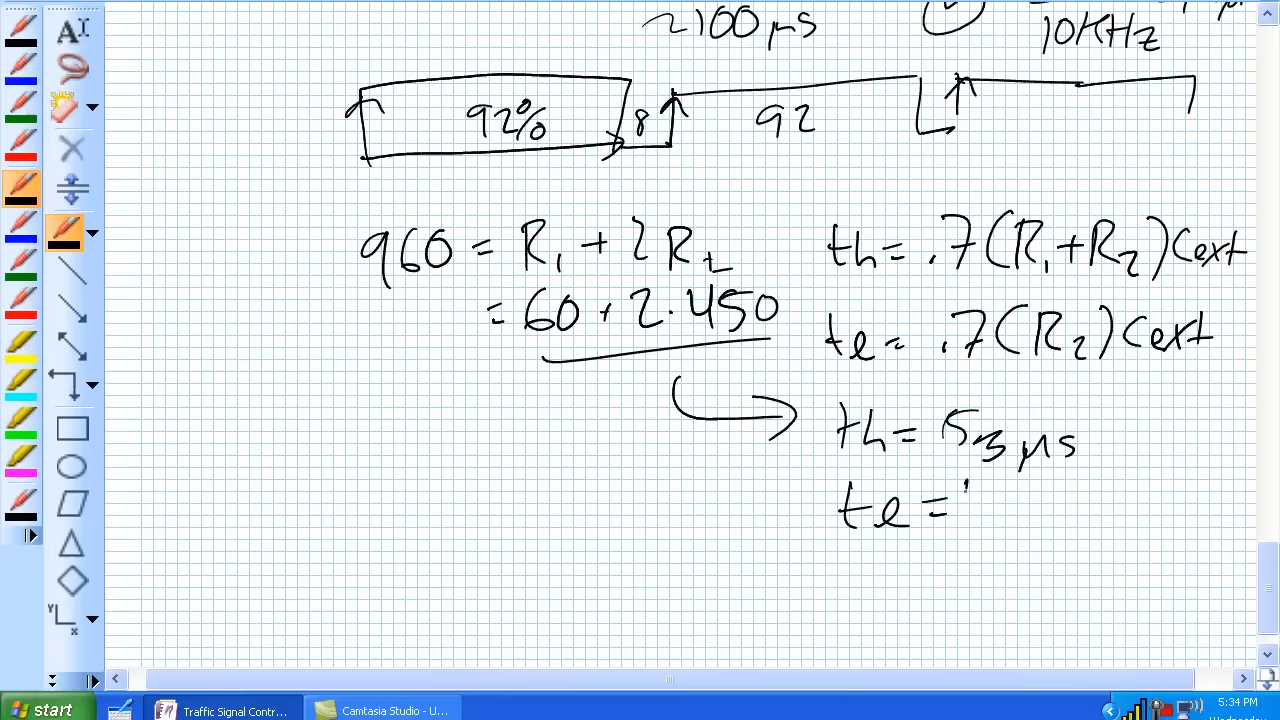 2100 μs
10KHz
92% 8 92
960 = R1 + 2R2
= 60 + 2.450
th = .7(R1+R2)Cext
tl = .7(R2)Cext
th = 53 μs
tl =
start
Traffic Signal Contr...
Camtasia Studio - U...
5:34 PM